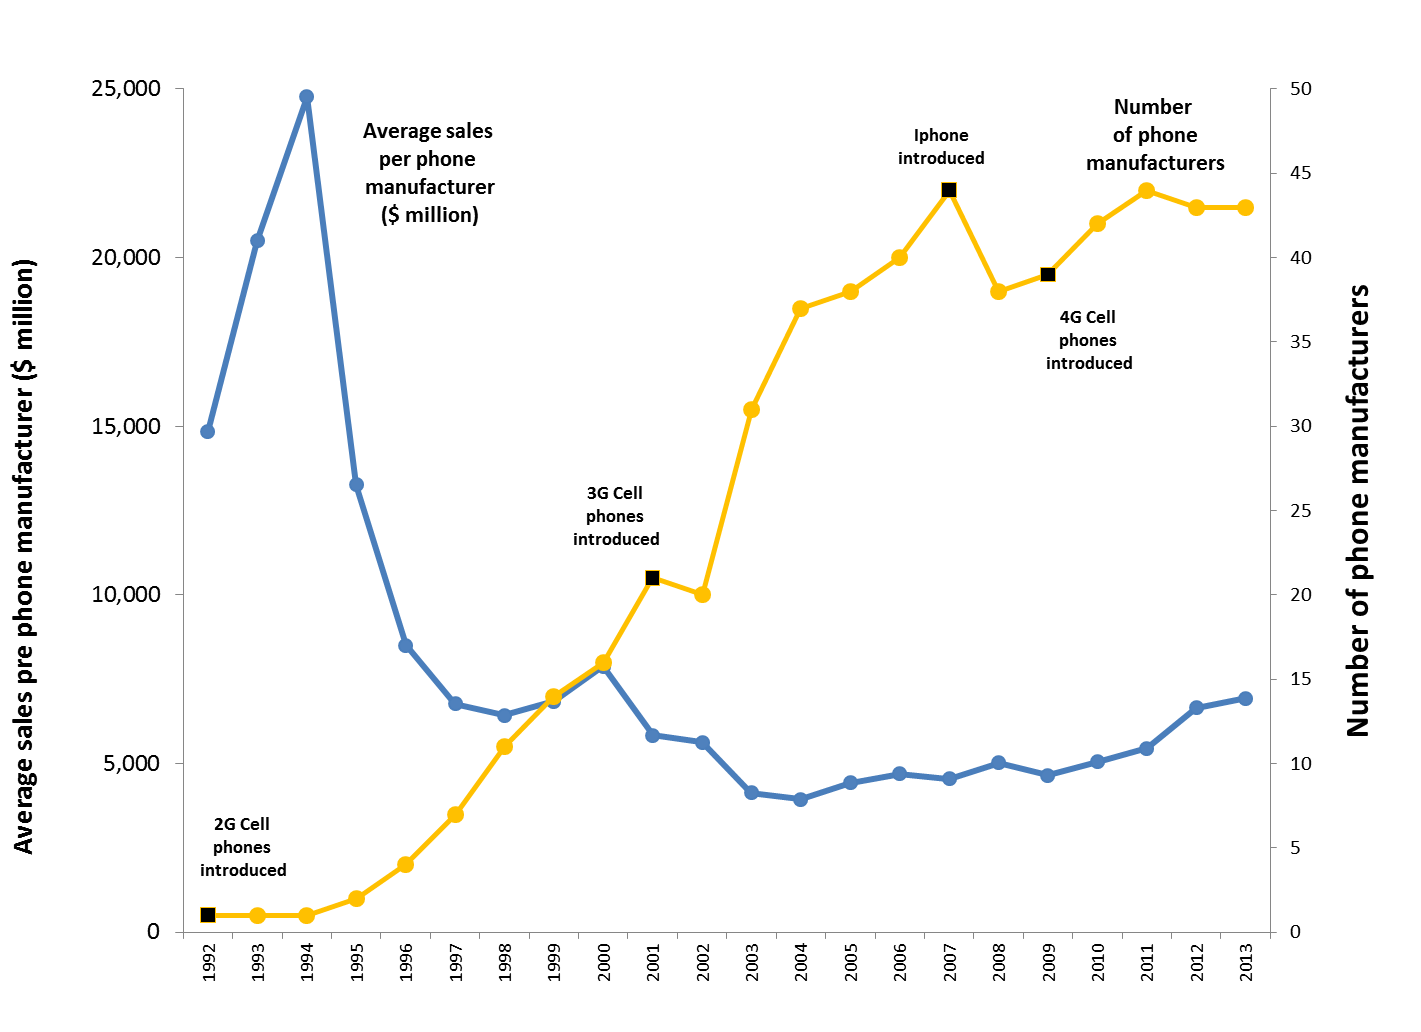 25,000
20,000
15,000
10,000
5,000
0
Average sales pre phone manufacturer ($ million)
Average sales
per phone
manufacturer
($ million)
2G Cell
phones
introduced
3G Cell
phones
introduced
Iphone
introduced
4G Cell
phones
introduced
Number
of phone
manufacturers
50
45
40
35
30
25
20
15
10
5
0
Number of phone manufacturers
1992
1993
1994
1995
1996
1997
1998
1999
2000
2001
2002
2003
2004
2005
2006
2007
2008
2009
2010
2011
2012
2013